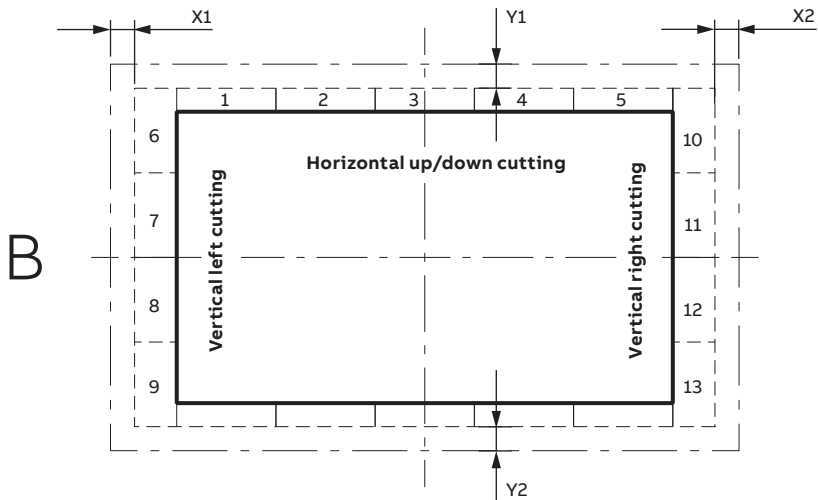 X1
Y1
X2
1 2 3 4 5
6
10
Horizontal up/down cutting
7
11
B
Vertical left cutting
Vertical right cutting
8
12
9
13
Y2